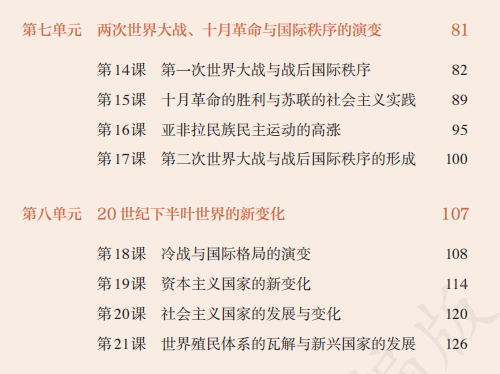 第七单元 两次世界大战、十月革命与国际秩序的演变 81
第14课 第一次世界大战与战后国际秩序 82
第15课 十月革命的胜利与苏联的社会主义实践 89
第16课 亚非拉民族民主运动的高涨 95
第17课 第二次世界大战与战后国际秩序的形成 100
第八单元 20世纪下半叶世界的新变化 107
第18课 冷战与国际格局的演变 108
第19课 资本主义国家的新变化 114
第20课 社会主义国家的发展与变化 120
第21课 世界殖民体系的瓦解与新兴国家的发展 126